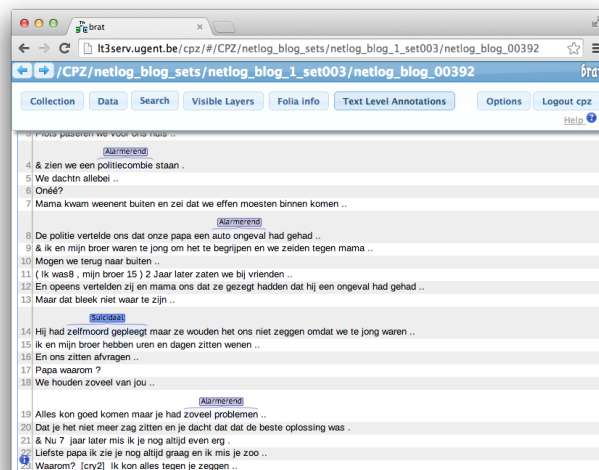 brat
lt3serv.ugent.be/cpz/#/CPZ/netlog_blog_sets/netlog_blog_1_set003/netlog_blog_00392
/CPZ/netlog_blog_sets/netlog_blog_1_set003/netlog_blog_00392 brat
Collection Data Search Visible Layers Folia info Text Level Annotations Options Logout cpz
Help
3 Plots paseren we voor ons huis ..
Alarmerend
4 & zien we een politiecombie staan .
5 We dachtn allebei ..
6 Onéé?
7 Mama kwam weenent buiten en zei dat we effen moesten binnen komen ..
Alarmerend
8 De politie vertelde ons dat onze papa een auto ongeval had gehad ..
9 & ik en mijn broer waren te jong om het te begrijpen en we zeiden tegen mama ..
10 Mogen we terug naar buiten ..
11 ( Ik was8 , mijn broer 15 ) 2 Jaar later zaten we bij vrienden ..
12 En opeens vertelden zij en mama ons dat ze gezegt hadden dat hij een ongeval had gehad ..
13 Maar dat bleek niet waar te zijn ..
Suicidaal
14 Hij had zelfmoord gepleegt maar ze wouden het ons niet zeggen omdat we te jong waren ..
15 ik en mijn broer hebben uren en dagen zitten wenen ..
16 En ons zitten afvragen ..
17 Papa waarom ?
18 We houden zoveel van jou ..
Alarmerend
19 Alles kon goed komen maar je had zoveel problemen ..
20 Dat je het niet meer zag zitten en je dacht dat dat de beste oplossing was .
21 & Nu 7 jaar later mis ik je nog altijd even erg .
22 Liefste papa ik zie je nog altijd graag en ik mis je zoo ..
23 Waarom? [cry2] Ik kon alles tegen je zeggen ..